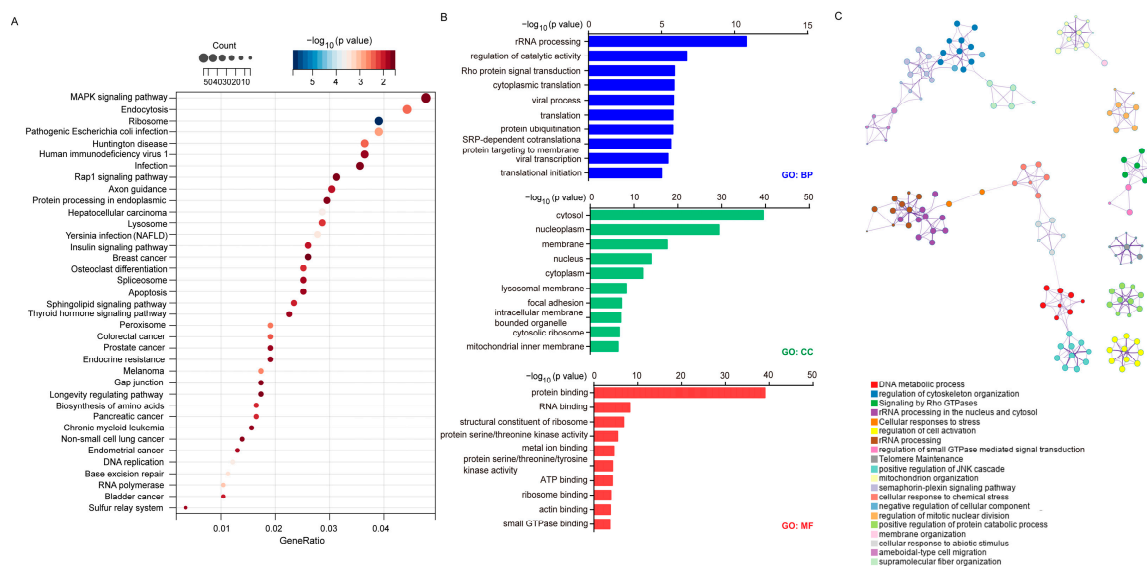 A
Count
5040302010
−log10 (p value)
5 4 3 2
MAPK signaling pathway
Endocytosis
Ribosome
Pathogenic Escherichia coli infection
Huntington disease
Human immunodeficiency virus 1
Infection
Rap1 signaling pathway
Axon guidance
Protein processing in endoplasmic
Hepatocellular carcinoma
Lysosome
Yersinia infection (NAFLD)
Insulin signaling pathway
Breast cancer
Osteoclast differentiation
Spliceosome
Apoptosis
Sphingolipid signaling pathway
Thyroid hormone signaling pathway
Peroxisome
Colorectal cancer
Prostate cancer
Endocrine resistance
Melanoma
Gap junction
Longevity regulating pathway
Biosynthesis of amino acids
Pancreatic cancer
Chronic myeloid leukemia
Non-small cell lung cancer
Endometrial cancer
DNA replication
Base excision repair
RNA polymerase
Bladder cancer
Sulfur relay system
0.01 0.02 0.03 0.04
GeneRatio
B
−log10 (p value) 0 5 10 15
rRNA processing
regulation of catalytic activity
Rho protein signal transduction
cytoplasmic translation
viral process
translation
protein ubiquitination
SRP-dependent cotranslationa
protein targeting to membrane
viral transcription
translational initiation
GO: BP
−log10 (p value) 0 10 20 30 40 50
cytosol
nucleoplasm
membrane
nucleus
cytoplasm
lysosomal membrane
focal adhesion
intracellular membrane
bounded organelle
cytosolic ribosome
mitochondrial inner membrane
GO: CC
−log10 (p value) 0 10 20 30 40 50
protein binding
RNA binding
structural constituent of ribosome
protein serine/threonine kinase activity
metal ion binding
protein serine/threonine/tyrosine
kinase activity
ATP binding
ribosome binding
actin binding
small GTPase binding
GO: MF
C
DNA metabolic process
regulation of cytoskeleton organization
Signaling by Rho GTPases
rRNA processing in the nucleus and cytosol
Cellular responses to stress
regulation of cell activation
rRNA processing
regulation of small GTPase mediated signal transduction
Telomere Maintenance
positive regulation of JNK cascade
mitochondrion organization
semaphorin-plexin signaling pathway
cellular response to chemical stress
negative regulation of cellular component
regulation of mitotic nuclear division
positive regulation of protein catabolic process
membrane organization
cellular response to abiotic stimulus
ameboidal-type cell migration
supramolecular fiber organization